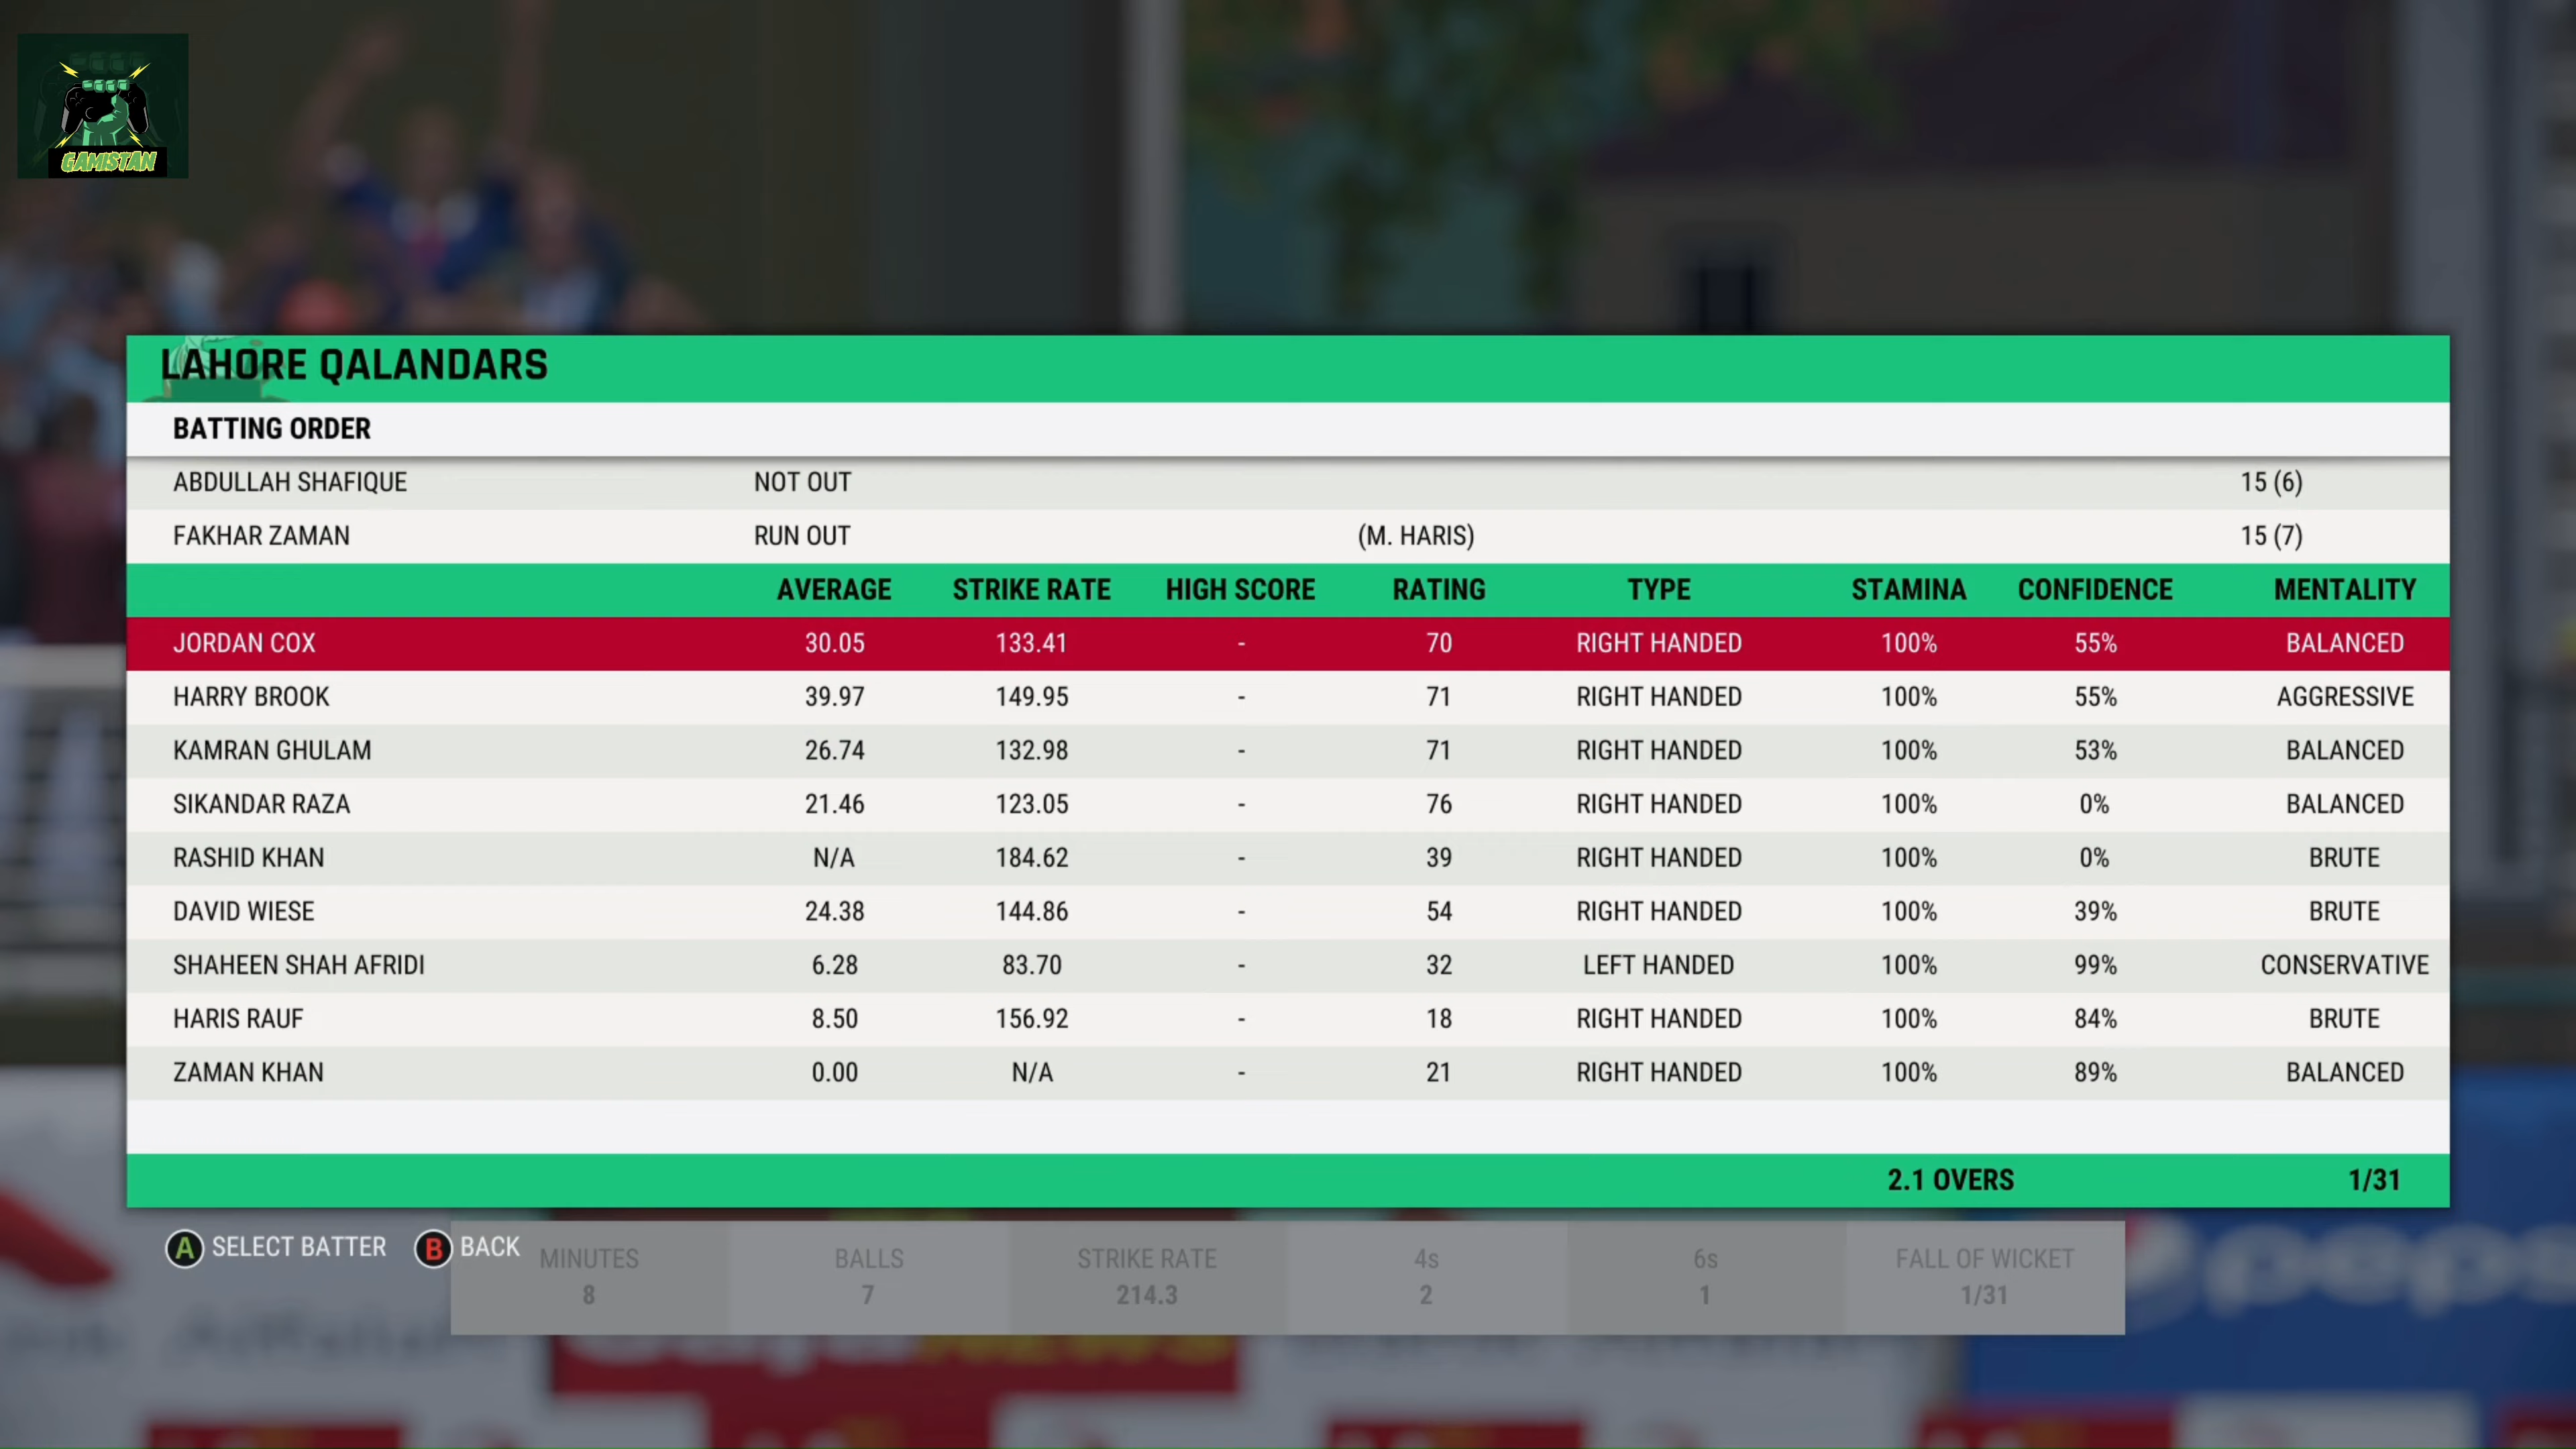 GAMISTAN
LAHORE QALANDARS
BATTING ORDER
ABDULLAH SHAFIQUE NOT OUT 15 (6)
FAKHAR ZAMAN RUN OUT (M. HARIS) 15 (7)
AVERAGE STRIKE RATE HIGH SCORE RATING TYPE STAMINA CONFIDENCE MENTALITY
JORDAN COX 30.05 133.41 - 70 RIGHT HANDED 100% 55% BALANCED
HARRY BROOK 39.97 149.95 - 71 RIGHT HANDED 100% 55% AGGRESSIVE
KAMRAN GHULAM 26.74 132.98 - 71 RIGHT HANDED 100% 53% BALANCED
SIKANDAR RAZA 21.46 123.05 - 76 RIGHT HANDED 100% 0% BALANCED
RASHID KHAN N/A 184.62 - 39 RIGHT HANDED 100% 0% BRUTE
DAVID WIESE 24.38 144.86 - 54 RIGHT HANDED 100% 39% BRUTE
SHAHEEN SHAH AFRIDI 6.28 83.70 - 32 LEFT HANDED 100% 99% CONSERVATIVE
HARIS RAUF 8.50 156.92 - 18 RIGHT HANDED 100% 84% BRUTE
ZAMAN KHAN 0.00 N/A - 21 RIGHT HANDED 100% 89% BALANCED
2.1 OVERS 1/31
A SELECT BATTER B BACK
MINUTES BALLS STRIKE RATE 4s 6s FALL OF WICKET
8 7 214.3 2 1 1/31
pepsi